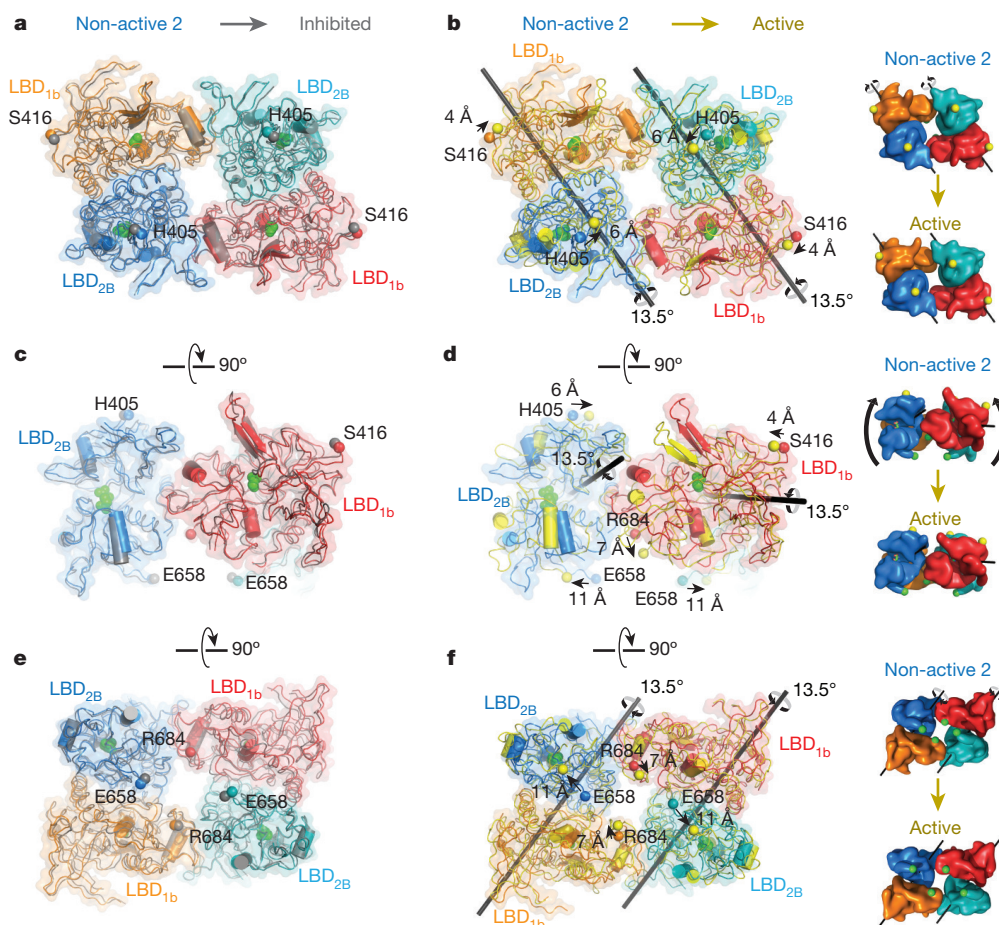 a Non-active 2 → Inhibited
LBD1b
LBD2B
S416
H405
H405
S416
LBD2B
LBD1b
b Non-active 2 → Active
LBD1b
LBD2B
4 Å
S416
6 Å
H405
S416
6 Å
4 Å
H405
LBD2B
LBD1b
13.5°
13.5°
Non-active 2
Active
c 90º
H405
LBD2B
S416
LBD1b
E658
E658
d 90º
6 Å
H405
4 Å
S416
13.5°
LBD1b
LBD2B
R684
13.5°
7 Å
E658
11 Å
E658
11 Å
Non-active 2
Active
e 90º
LBD2B
LBD1b
R684
E658
E658
R684
LBD1b
LBD2B
f 90º
13.5°
13.5°
LBD2B
R684
LBD1b
7 Å
11 Å
E658
E658
11 Å
7 Å
R684
LBD2B
LBD1b
Non-active 2
Active